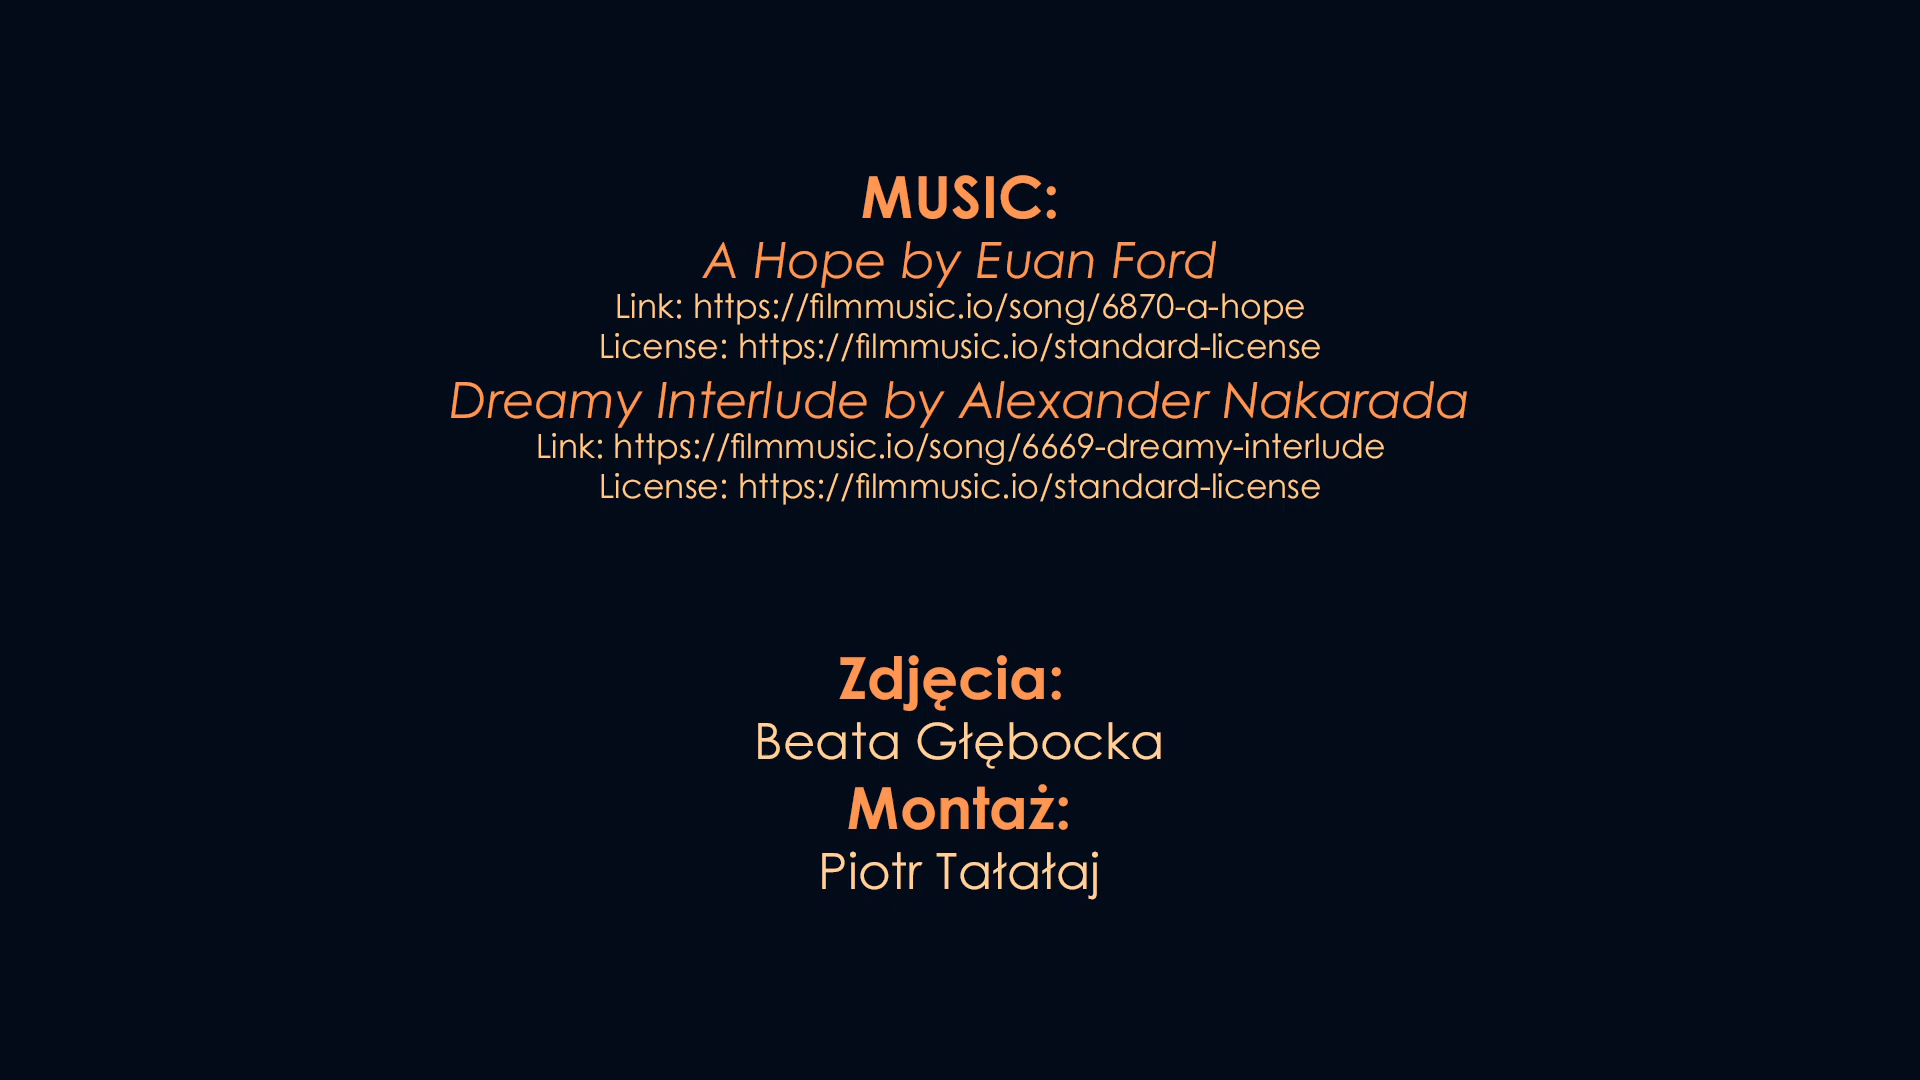 MUSIC:
A Hope by Euan Ford
Link: https://filmmusic.io/song/6870-a-hope
License: https://filmmusic.io/standard-license
Dreamy Interlude by Alexander Nakarada
Link: https://filmmusic.io/song/6669-dreamy-interlude
License: https://filmmusic.io/standard-license
Zdjęcia:
Beata Głębocka
Montaż:
Piotr Tałałaj